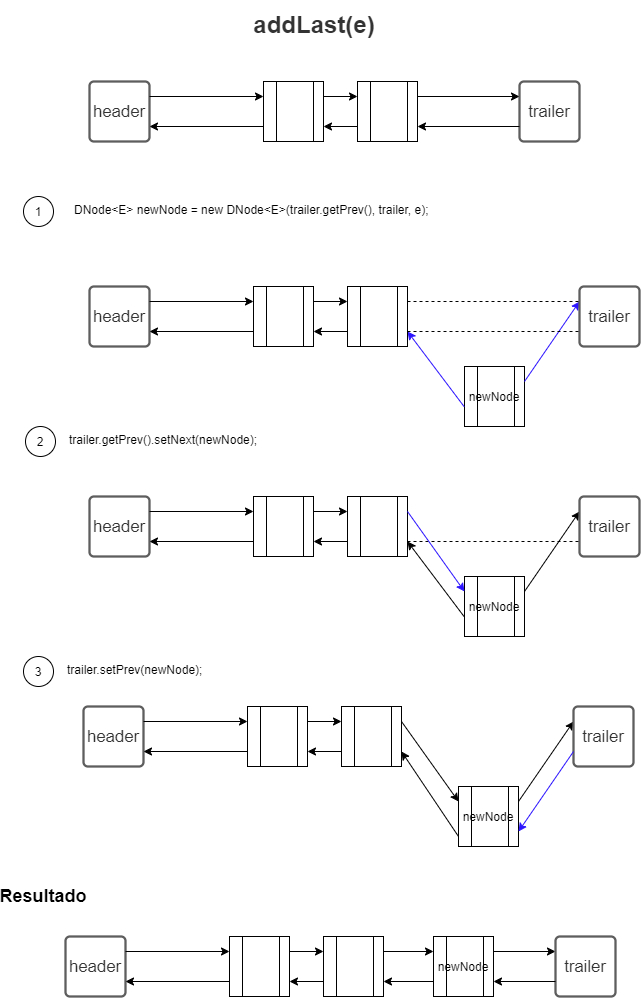 addLast(e)
header
trailer
1
DNode<E> newNode = new DNode<E>(trailer.getPrev(), trailer, e);
header
trailer
newNode
2
trailer.getPrev().setNext(newNode);
header
trailer
newNode
3
trailer.setPrev(newNode);
header
trailer
newNode
Resultado
header
newNode
trailer